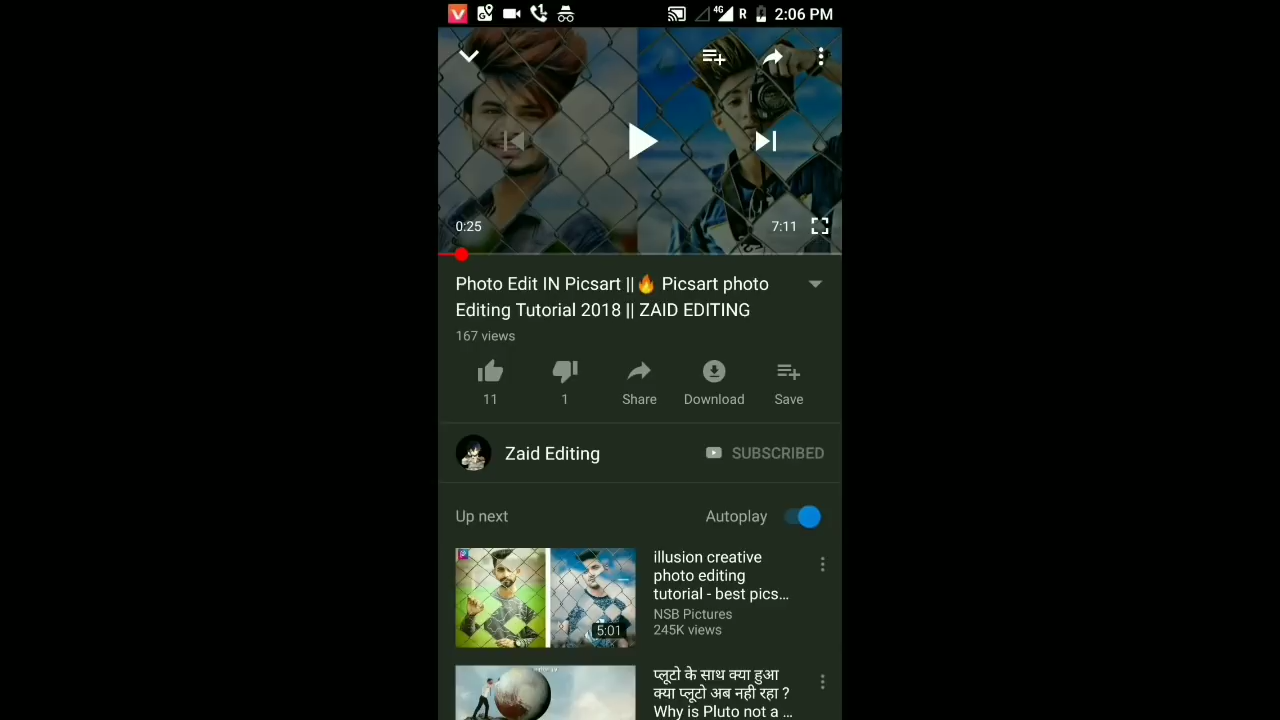 4G R 2:06 PM
0:25 7:11
Photo Edit IN Picsart ||🔥 Picsart photo
Editing Tutorial 2018 || ZAID EDITING
167 views
11 1 Share Download Save
Zaid Editing SUBSCRIBED
Up next Autoplay
illusion creative
photo editing
tutorial - best pics...
NSB Pictures
245K views
5:01
प्लूटो के साथ क्या हुआ
क्या प्लूटो अब नही रहा ?
Why is Pluto not a ...